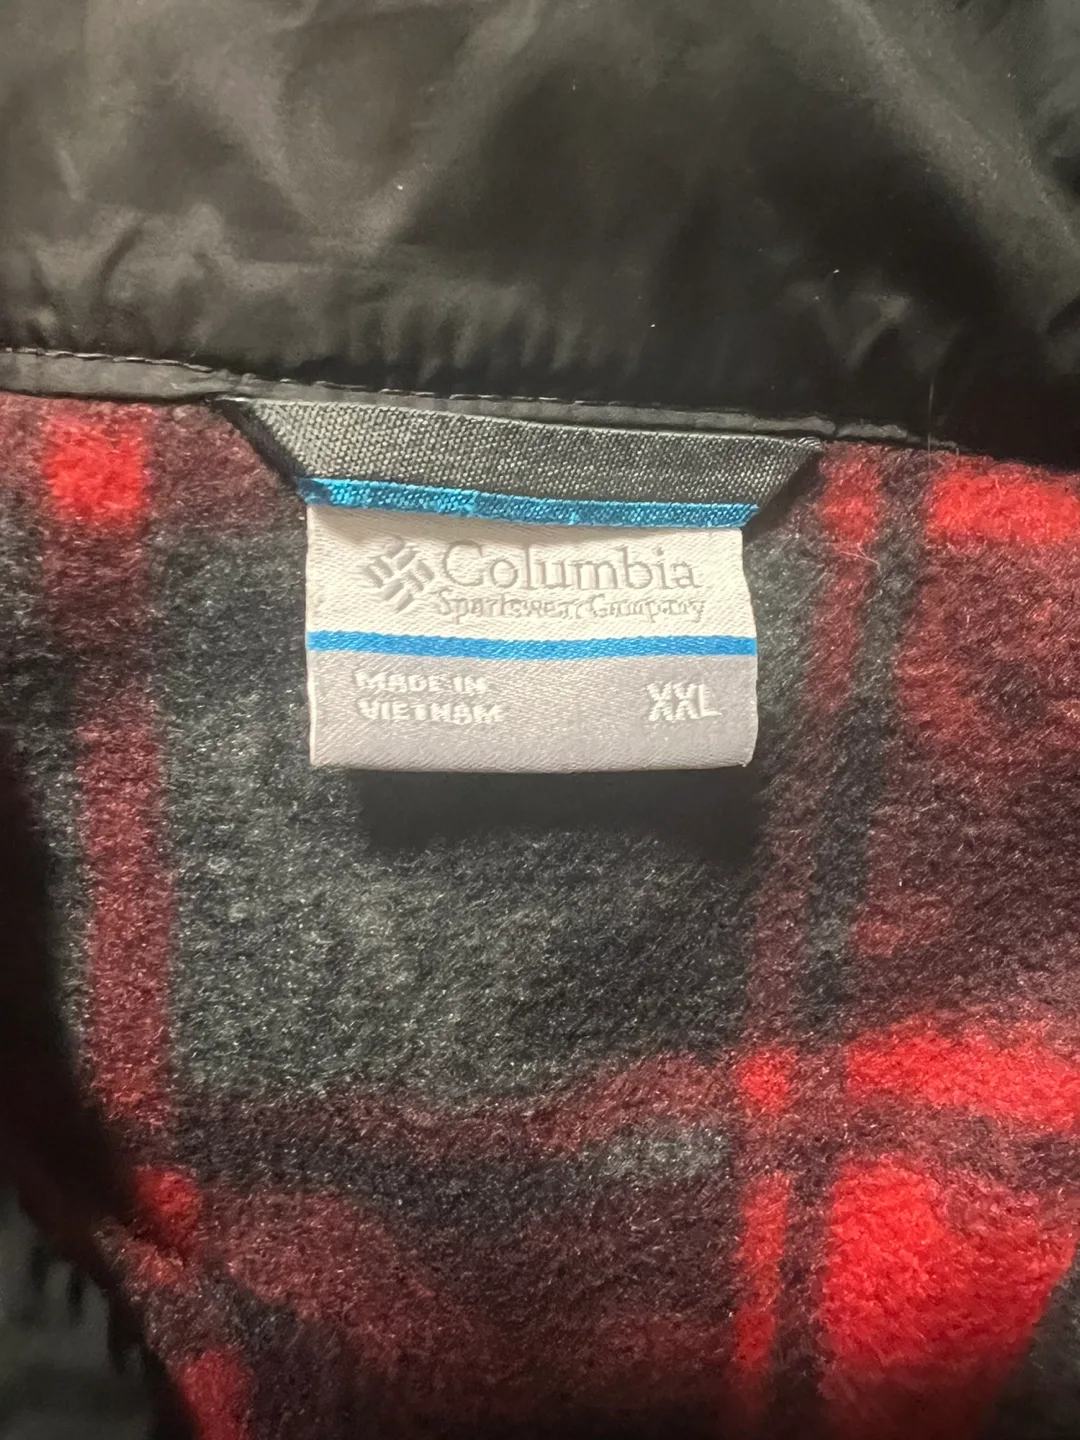 Columbia
Sportswear Company
MADE IN
VIETNAM
XXL